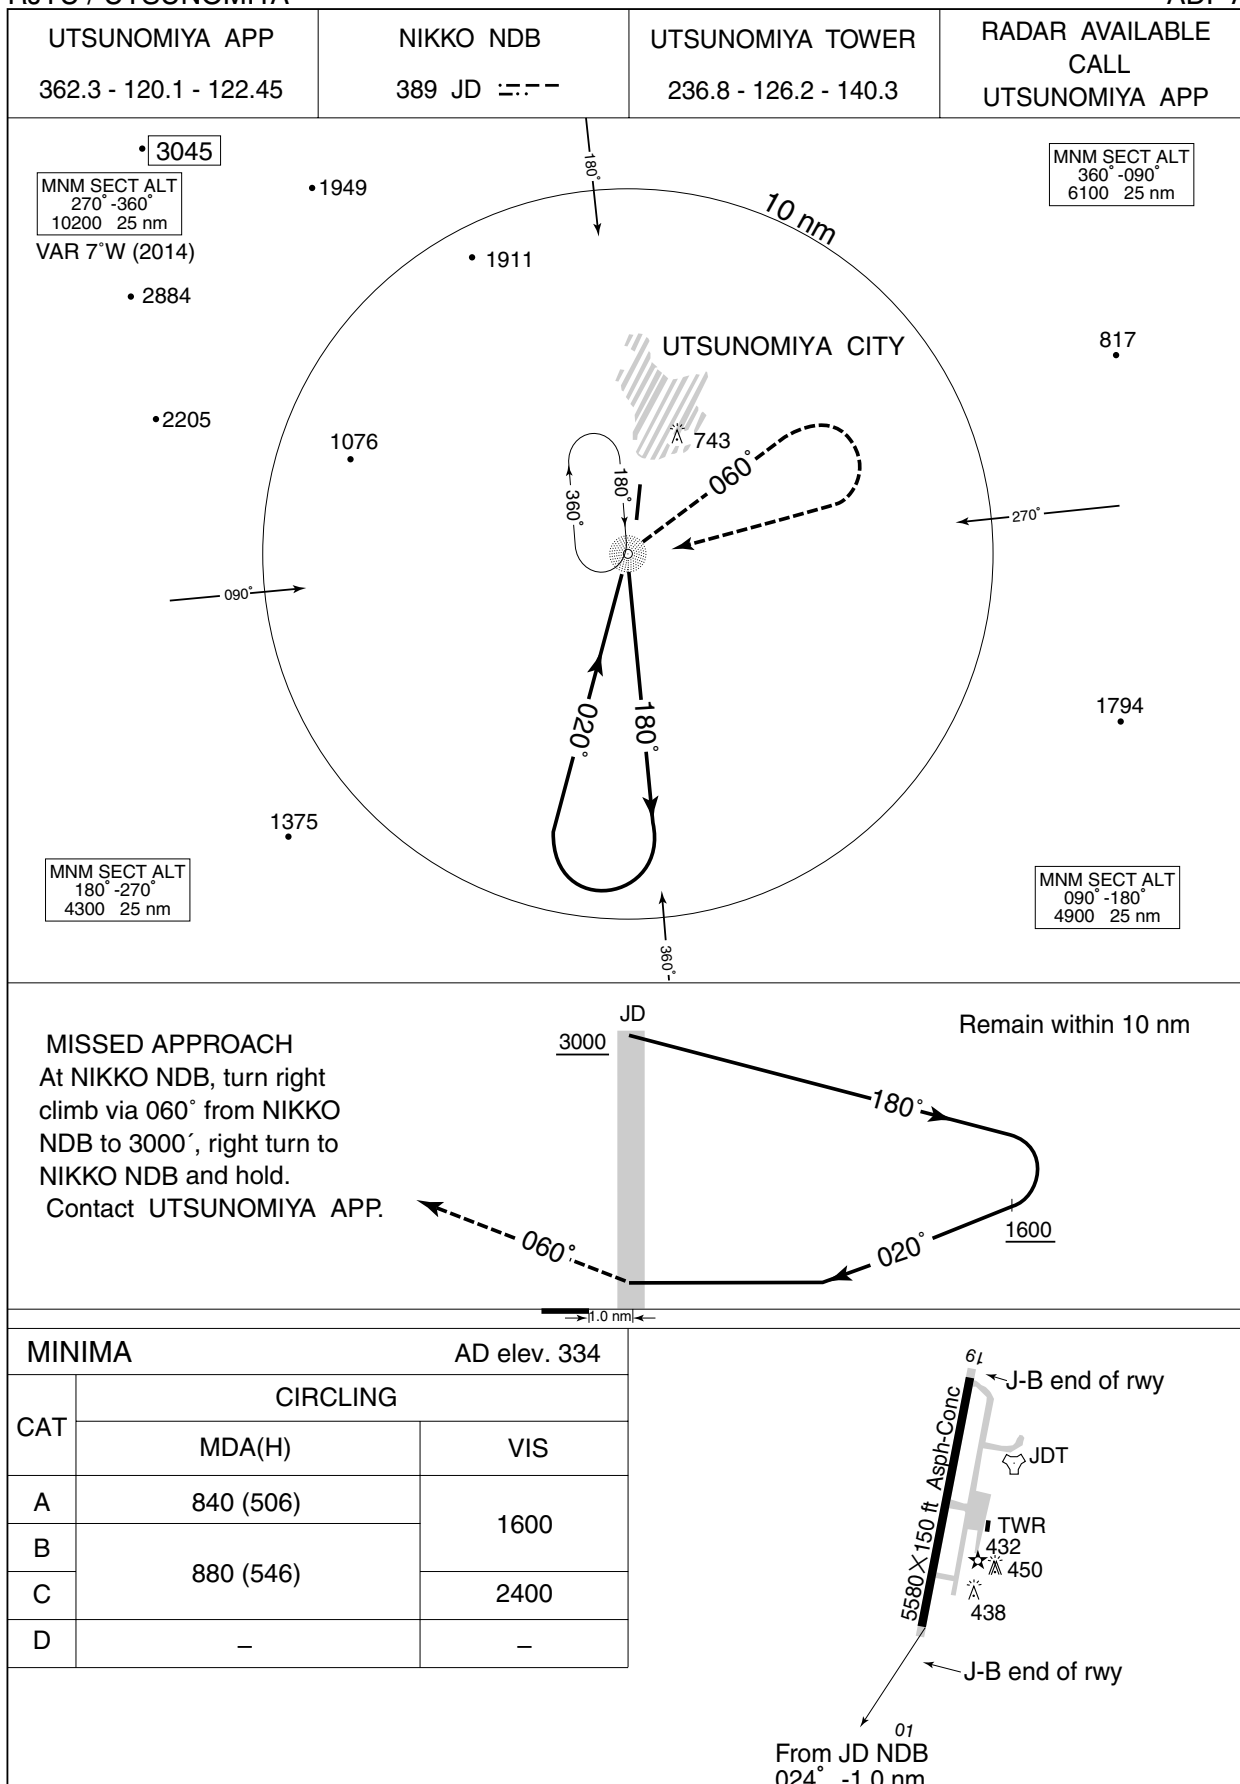 UTSUNOMIYA APP
362.3 - 120.1 - 122.45
NIKKO NDB
389 JD
UTSUNOMIYA TOWER
236.8 - 126.2 - 140.3
RADAR AVAILABLE
CALL
UTSUNOMIYA APP
3045
MNM SECT ALT
270° -360°
10200 25 nm
VAR 7°W (2014)
1949
180°
MNM SECT ALT
360° -090°
6100 25 nm
10 nm
1911
2884
UTSUNOMIYA CITY
817
2205
1076
743
060°
180°
360°
270°
090°
020°
180°
1794
1375
MNM SECT ALT
180° -270°
4300 25 nm
MNM SECT ALT
090° -180°
4900 25 nm
360°
MISSED APPROACH
At NIKKO NDB, turn right
climb via 060° from NIKKO
NDB to 3000´, right turn to
NIKKO NDB and hold.
Contact UTSUNOMIYA APP.
JD
3000
Remain within 10 nm
180°
1600
020°
060°
1.0 nm
MINIMA
AD elev. 334
CAT
CIRCLING
MDA(H)
VIS
A
840 (506)
1600
B
880 (546)
C
2400
D
–
–
19
J-B end of rwy
5580×150 ft Asph-Conc
JDT
TWR
432
450
438
J-B end of rwy
01
From JD NDB
024° -1.0 nm